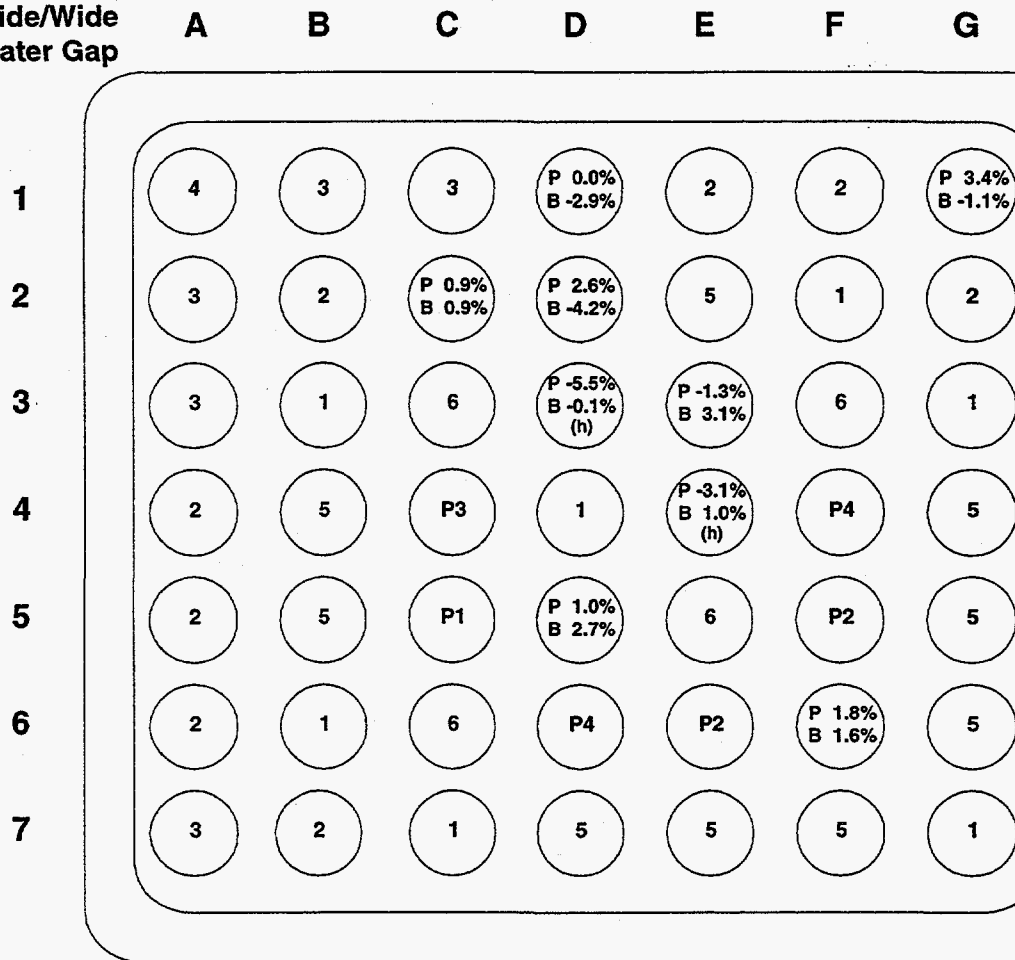 ide/Wide A B C D E F G
ater Gap
1 4 3 3 P 0.0% B -2.9% 2 2 P 3.4% B -1.1%
2 3 2 P 0.9% B 0.9% P 2.6% B -4.2% 5 1 2
3 3 1 6 P -5.5% B -0.1% (h) P -1.3% B 3.1% 6 1
4 2 5 P3 1 P -3.1% B 1.0% (h) P4 5
5 2 5 P1 P 1.0% B 2.7% 6 P2 5
6 2 1 6 P4 P2 P 1.8% B 1.6% 5
7 3 2 1 5 5 5 1